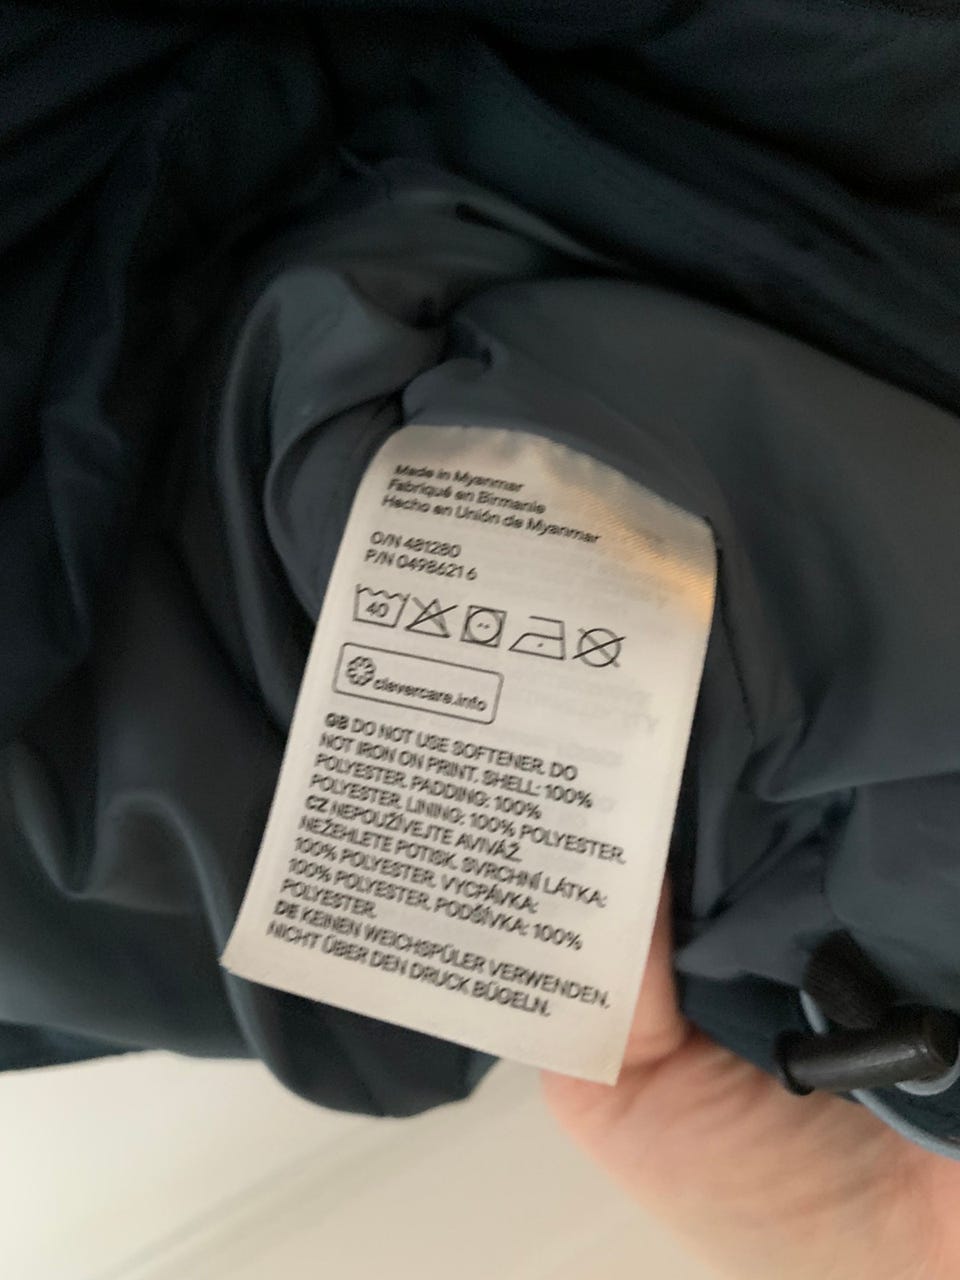 Made in Myanmar
Fabriqué en Birmanie
Hecho en Unión de Myanmar
O/N 481280
P/N 0498621 6
40
clevercare.info
GB DO NOT USE SOFTENER. DO
NOT IRON ON PRINT. SHELL: 100%
POLYESTER. PADDING: 100%
POLYESTER. LINING: 100% POLYESTER.
CZ NEPOUŽÍVEJTE AVIVÁŽ.
NEŽEHLETE POTISK. SVRCHNÍ LÁTKA:
100% POLYESTER. VYCPÁVKA:
100% POLYESTER. PODŠÍVKA: 100%
POLYESTER.
DE KEINEN WEICHSPÜLER VERWENDEN.
NICHT ÜBER DEN DRUCK BÜGELN.